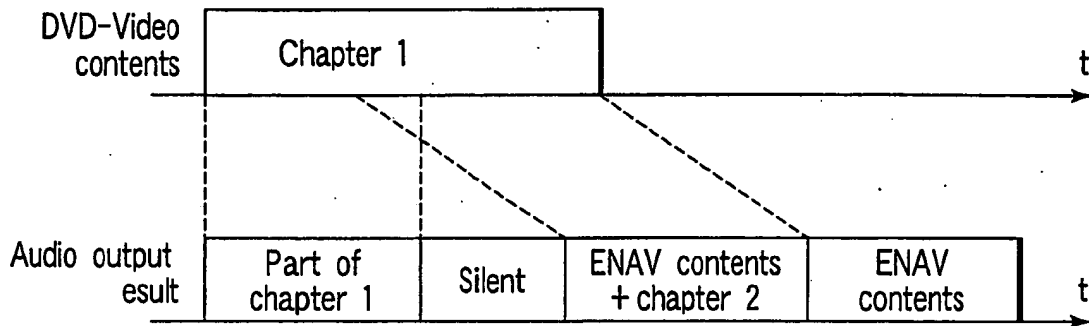 DVD-Video
contents
Chapter 1
t
Audio output
esult
Part of
chapter 1
Silent
ENAV contents
+ chapter 2
ENAV
contents
t